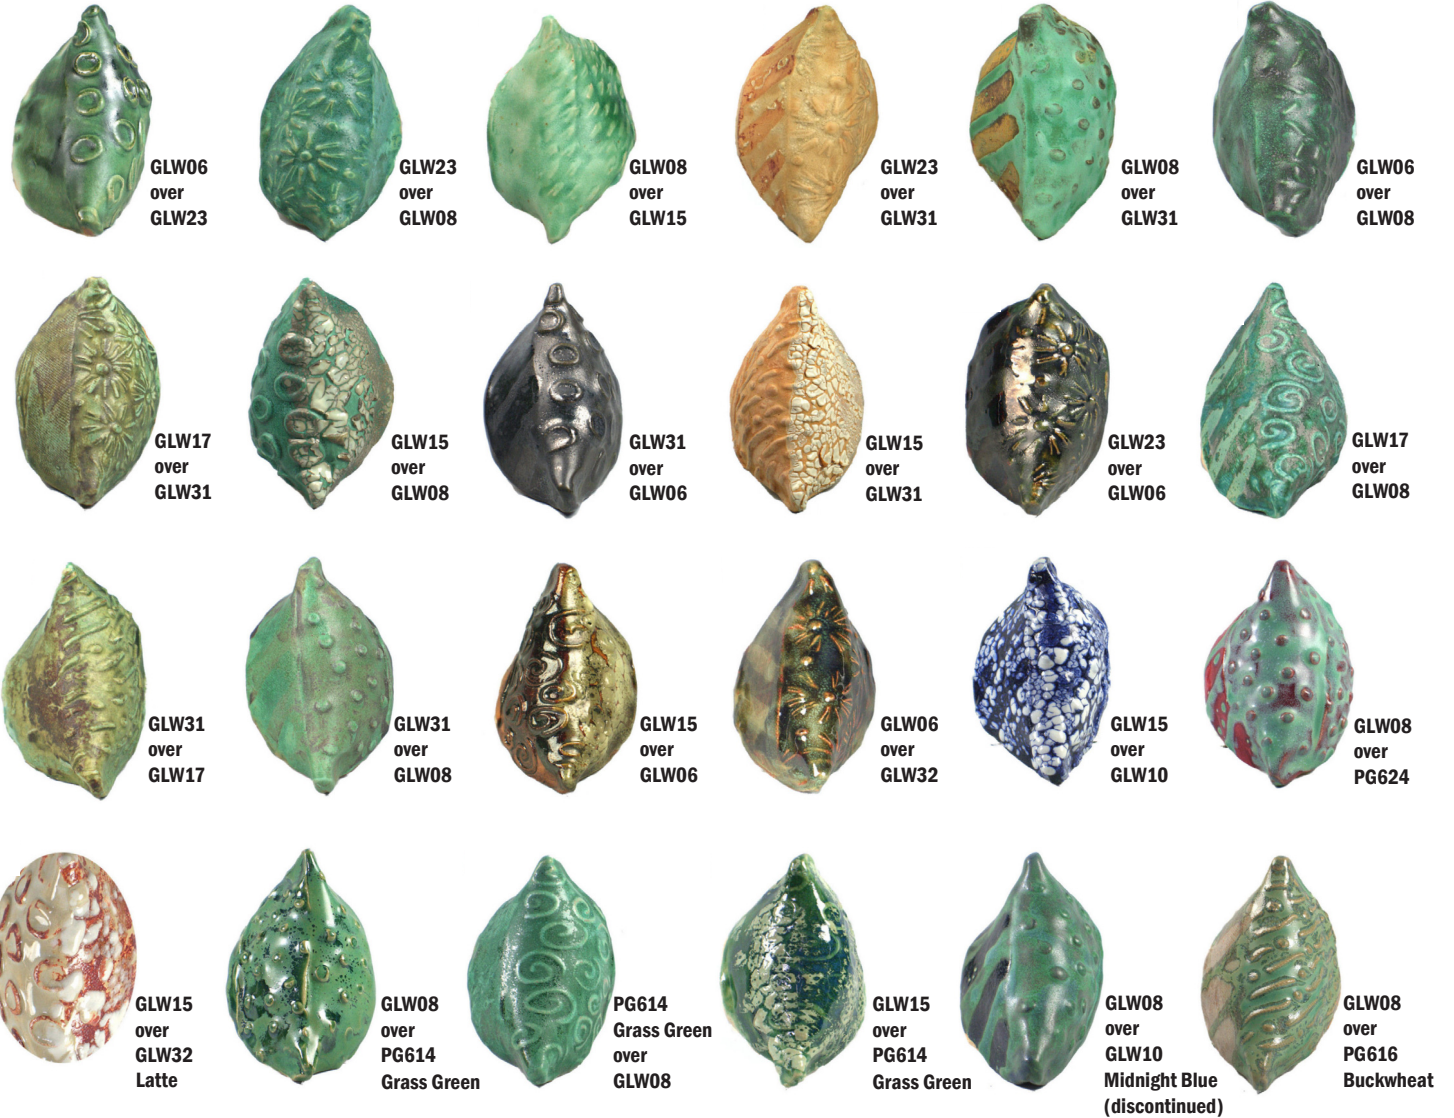 GLW06
over
GLW23
GLW23
over
GLW08
GLW08
over
GLW15
GLW23
over
GLW31
GLW08
over
GLW31
GLW06
over
GLW08
GLW17
over
GLW31
GLW15
over
GLW08
GLW31
over
GLW06
GLW15
over
GLW31
GLW23
over
GLW06
GLW17
over
GLW08
GLW31
over
GLW17
GLW31
over
GLW08
GLW15
over
GLW06
GLW06
over
GLW32
GLW15
over
GLW10
GLW08
over
PG624
GLW15
over
GLW32
Latte
GLW08
over
PG614
Grass Green
PG614
Grass Green
over
GLW08
GLW15
over
PG614
Grass Green
GLW08
over
GLW10
Midnight Blue
(discontinued)
GLW08
over
PG616
Buckwheat